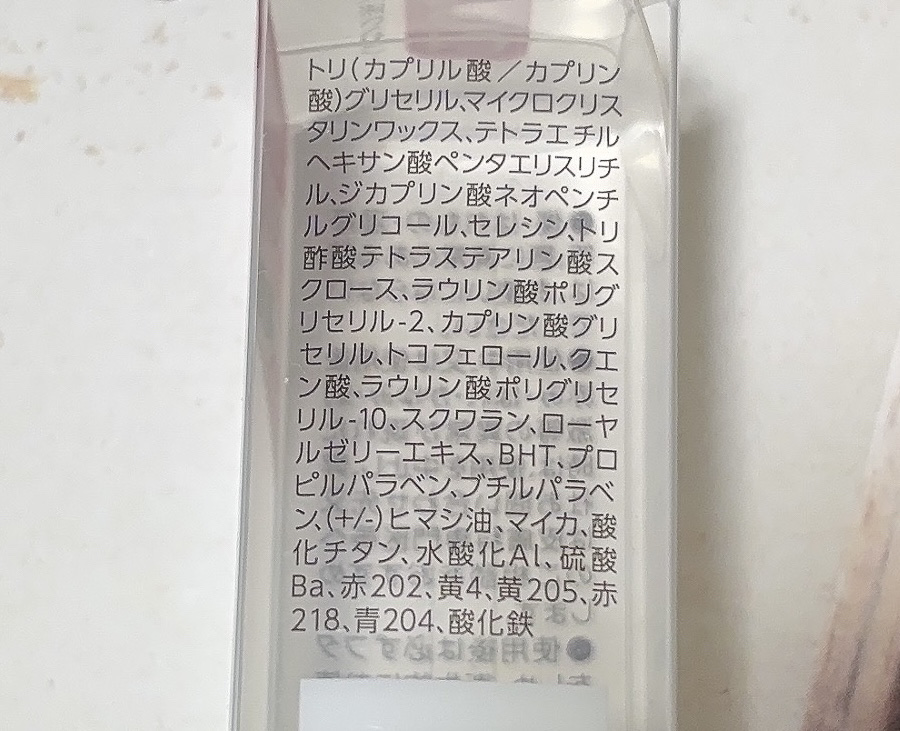 トリ(カプリル酸／カプリン
酸)グリセリル、マイクロクリス
タリンワックス、テトラエチル
ヘキサン酸ペンタエリスリチ
ル、ジカプリン酸ネオペンチ
ルグリコール、セレシン、トリ
酢酸テトラステアリン酸ス
クロース、ラウリン酸ポリグ
リセリル-2、カプリン酸グリ
セリル、トコフェロール、クエ
ン酸、ラウリン酸ポリグリセ
リル-10、スクワラン、ローヤ
ルゼリーエキス、BHT、プロ
ピルパラベン、ブチルパラベ
ン、(+/-)ヒマシ油、マイカ、酸
化チタン、水酸化Al、硫酸
Ba、赤202、黄4、黄205、赤
218、青204、酸化鉄
●使用後は必ずフタ